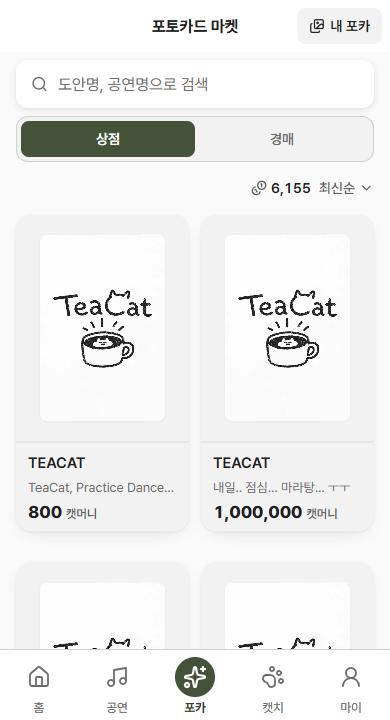 포토카드 마켓
내 포카
도안명, 공연명으로 검색
상점
경매
6,155 최신순
TeaCat
TeaCat
TEACAT
TeaCat, Practice Dance...
800 캣머니
TEACAT
내일.. 점심... 마라탕... ㅜㅜ
1,000,000 캣머니
홈
공연
포카
캣치
마이